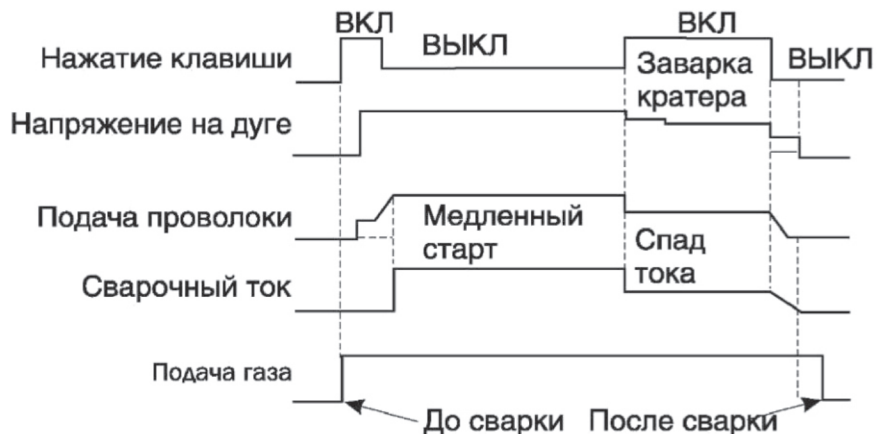 ВКЛ
ВЫКЛ
ВКЛ
ВЫКЛ
Нажатие клавиши
Заварка
кратера
Напряжение на дуге
Подача проволоки
Медленный
старт
Спад
тока
Сварочный ток
Подача газа
До сварки
После сварки